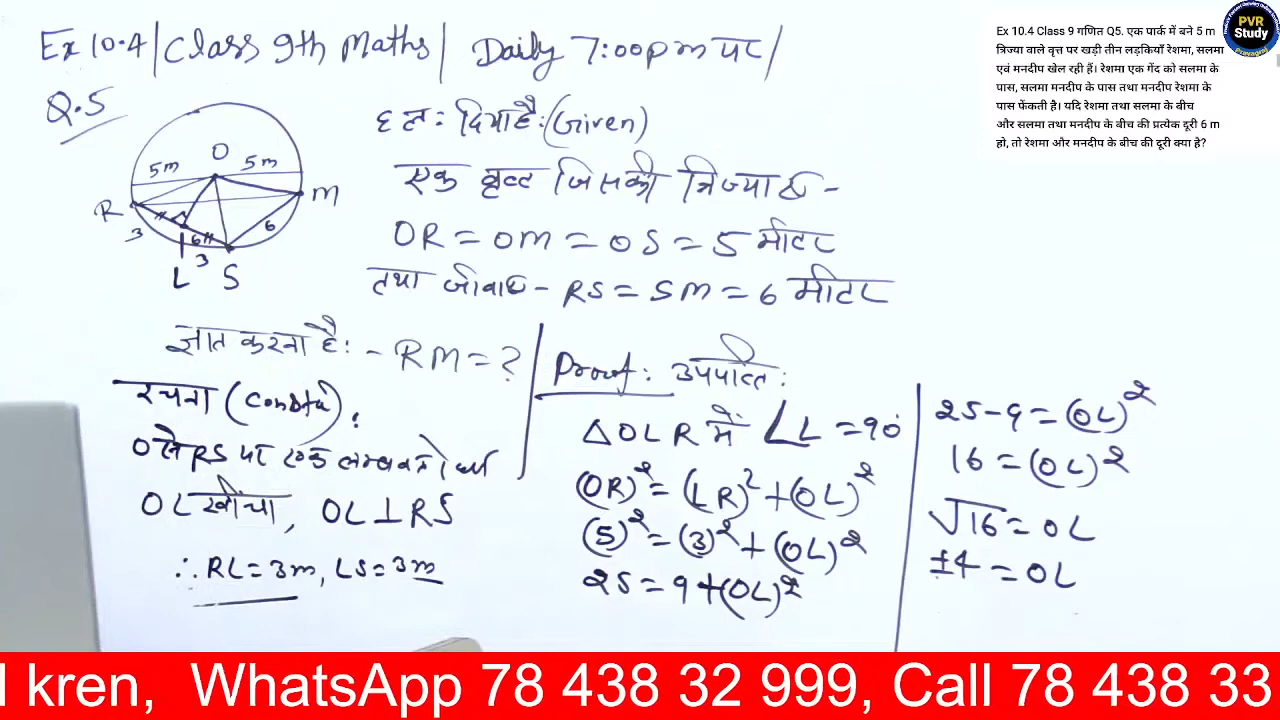 Ex 10.4 | Class 9th Maths | Daily 7:00pm पर |
Ex 10.4 Class 9 गणित Q5. एक पार्क में बने 5 m
त्रिज्या वाले वृत्त पर खड़ी तीन लड़कियाँ रेशमा, सलमा
एवं मनदीप खेल रही हैं। रेशमा एक गेंद को सलमा के
पास, सलमा मनदीप के पास तथा मनदीप रेशमा के
पास फेंकती है। यदि रेशमा तथा सलमा के बीच
और सलमा तथा मनदीप के बीच की प्रत्येक दूरी 6 m
हो, तो रेशमा और मनदीप के बीच की दूरी क्या है?
PVR
Study
Q.5
O
5m 5m
R M
3 6m 6
3
L S
हल: दिया है: (Given)
एक वृत्त जिसकी त्रिज्या है -
OR = OM = OS = 5 मीटर
तथा जीवाएँ - RS = SM = 6 मीटर
ज्ञात करना है: - RM = ?
रचना
O से RS पर एक लम्ब
OL खींचा, OL⊥RS
∴ RL = 3m, LS = 3m
Proof: उपपत्ति:
△OLR में ∠L = 90°
(OR)² = (LR)² + (OL)²
(5)² = (3)² + (OL)²
25 = 9 + (OL)²
25-9 = (OL)²
16 = (OL)²
√16 = OL
±4 = OL
kren, WhatsApp 78 438 32 999, Call 78 438 33